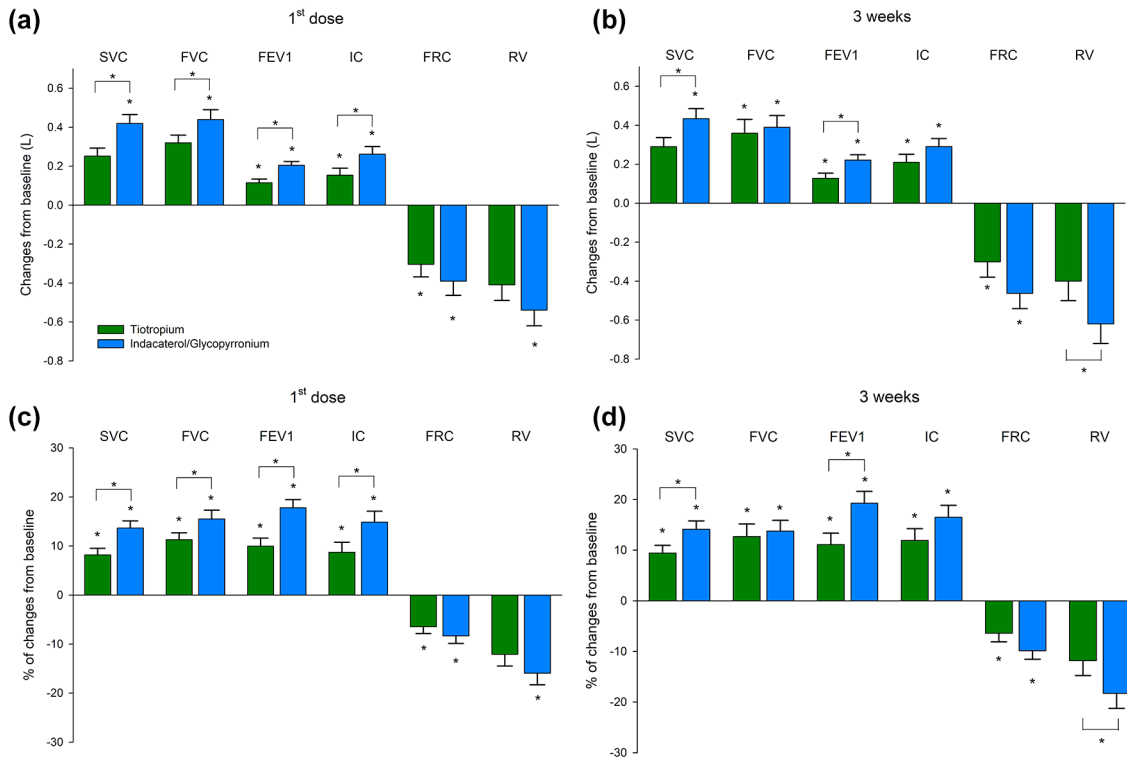 (a)
1st dose
SVC FVC FEV1 IC FRC RV
* * * *
* * * * * *
0.6
0.4
0.2
0.0
-0.2
-0.4
-0.6
-0.8
Changes from baseline (L)
* * *
Tiotropium
Indacaterol/Glycopyrronium
(b)
3 weeks
SVC FVC FEV1 IC FRC RV
* *
* * * * * * *
0.6
0.4
0.2
0.0
-0.2
-0.4
-0.6
-0.8
Changes from baseline (L)
* * *
(c)
1st dose
SVC FVC FEV1 IC FRC RV
* * * *
* * * * * * * *
30
20
10
0
-10
-20
-30
% of changes from baseline
* * *
(d)
3 weeks
SVC FVC FEV1 IC FRC RV
* *
* * * * * * * *
30
20
10
0
-10
-20
-30
% of changes from baseline
* * *